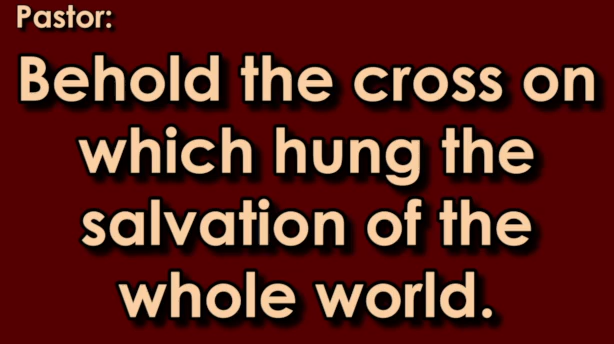 Pastor:
Behold the cross on
which hung the
salvation of the
whole world.